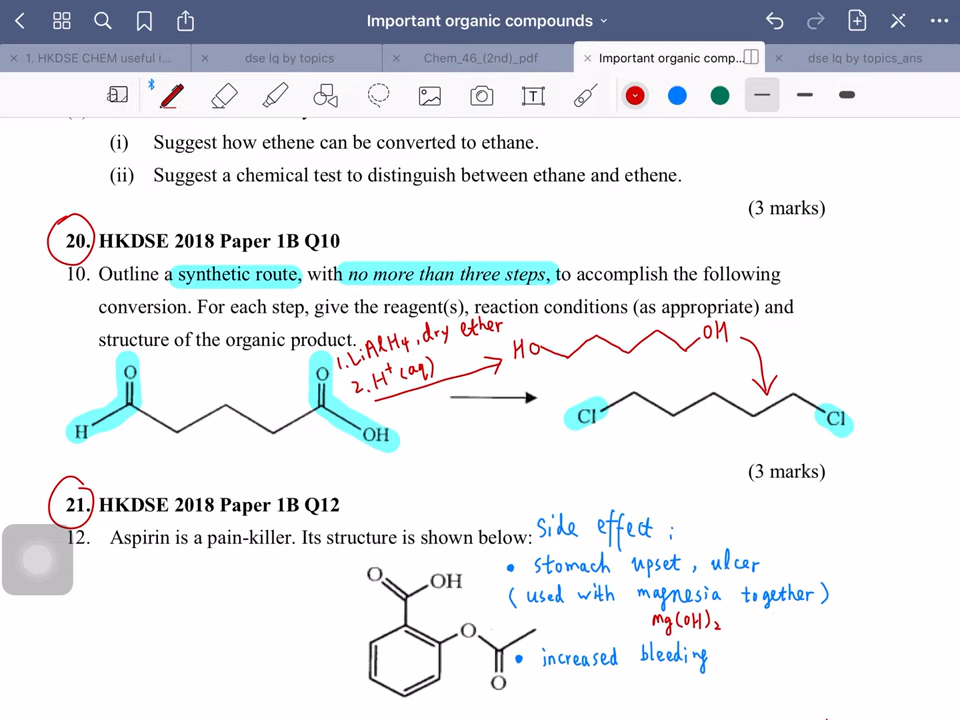 Important organic compounds
1. HKDSE CHEM useful i...
dse lq by topics
Chem_46_(2nd)_pdf
Important organic comp...
dse lq by topics_ans
T
(i) Suggest how ethene can be converted to ethane.
(ii) Suggest a chemical test to distinguish between ethane and ethene.
(3 marks)
20. HKDSE 2018 Paper 1B Q10
10. Outline a synthetic route, with no more than three steps, to accomplish the following
conversion. For each step, give the reagent(s), reaction conditions (as appropriate) and
structure of the organic product.
1. LiAlH4, dry ether
2. H+ (aq)
HO OH
O O
H OH
Cl Cl
(3 marks)
21. HKDSE 2018 Paper 1B Q12
12. Aspirin is a pain-killer. Its structure is shown below:
side effect :
• stomach upset, ulcer
(used with magnesia together)
Mg(OH)2
• increased bleeding
O OH
O
O